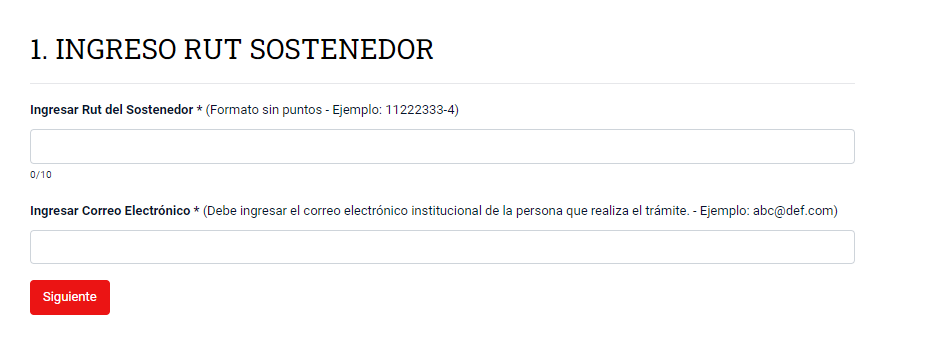 1. INGRESO RUT SOSTENEDOR
Ingresar Rut del Sostenedor * (Formato sin puntos - Ejemplo: 11222333-4)
0/10
Ingresar Correo Electrónico * (Debe ingresar el correo electrónico institucional de la persona que realiza el trámite. - Ejemplo: abc@def.com)
Siguiente